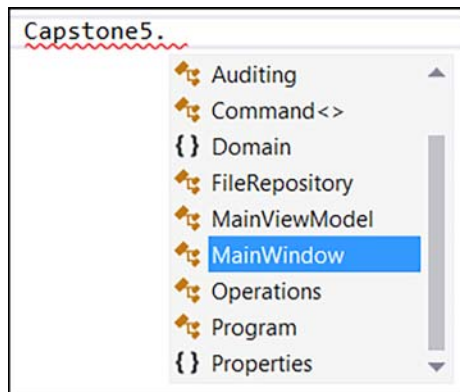 Capstone5.
Auditing
Command<>
{ } Domain
FileRepository
MainViewModel
MainWindow
Operations
Program
{ } Properties